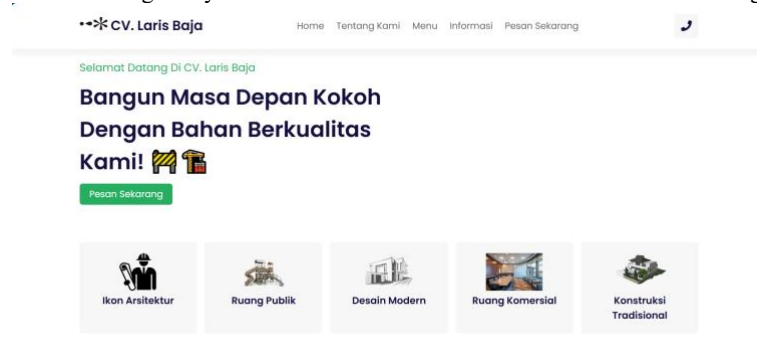 CV. Laris Baja
Home Tentang Kami Menu Informasi Pesan Sekarang
Selamat Datang Di CV. Laris Baja
Bangun Masa Depan Kokoh
Dengan Bahan Berkualitas
Kami!
Pesan Sekarang
Ikon Arsitektur
Ruang Publik
Desain Modern
Ruang Komersial
Konstruksi
Tradisional